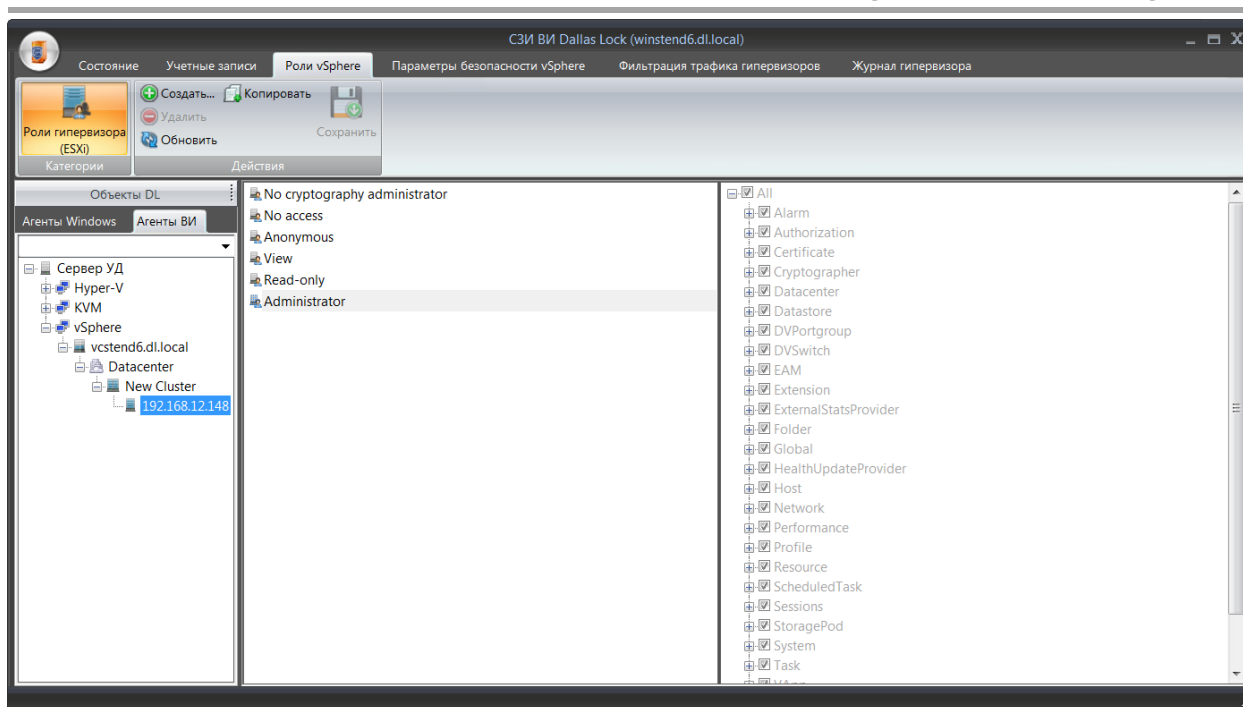 СЗИ ВИ Dallas Lock (winstend6.dl.local)
Состояние Учетные записи Роли vSphere Параметры безопасности vSphere Фильтрация трафика гипервизоров Журнал гипервизора
Роли гипервизора (ESXi)
Категории
Создать... Копировать
Удалить
Обновить
Сохранить
Действия
Объекты DL
Агенты Windows Агенты ВИ
Сервер УД
Hyper-V
KVM
vSphere
vcstend6.dl.local
Datacenter
New Cluster
192.168.12.148
No cryptography administrator
No access
Anonymous
View
Read-only
Administrator
All
Alarm
Authorization
Certificate
Cryptographer
Datacenter
Datastore
DVPortgroup
DVSwitch
EAM
Extension
ExternalStatsProvider
Folder
Global
HealthUpdateProvider
Host
Network
Performance
Profile
Resource
ScheduledTask
Sessions
StoragePod
System
Task